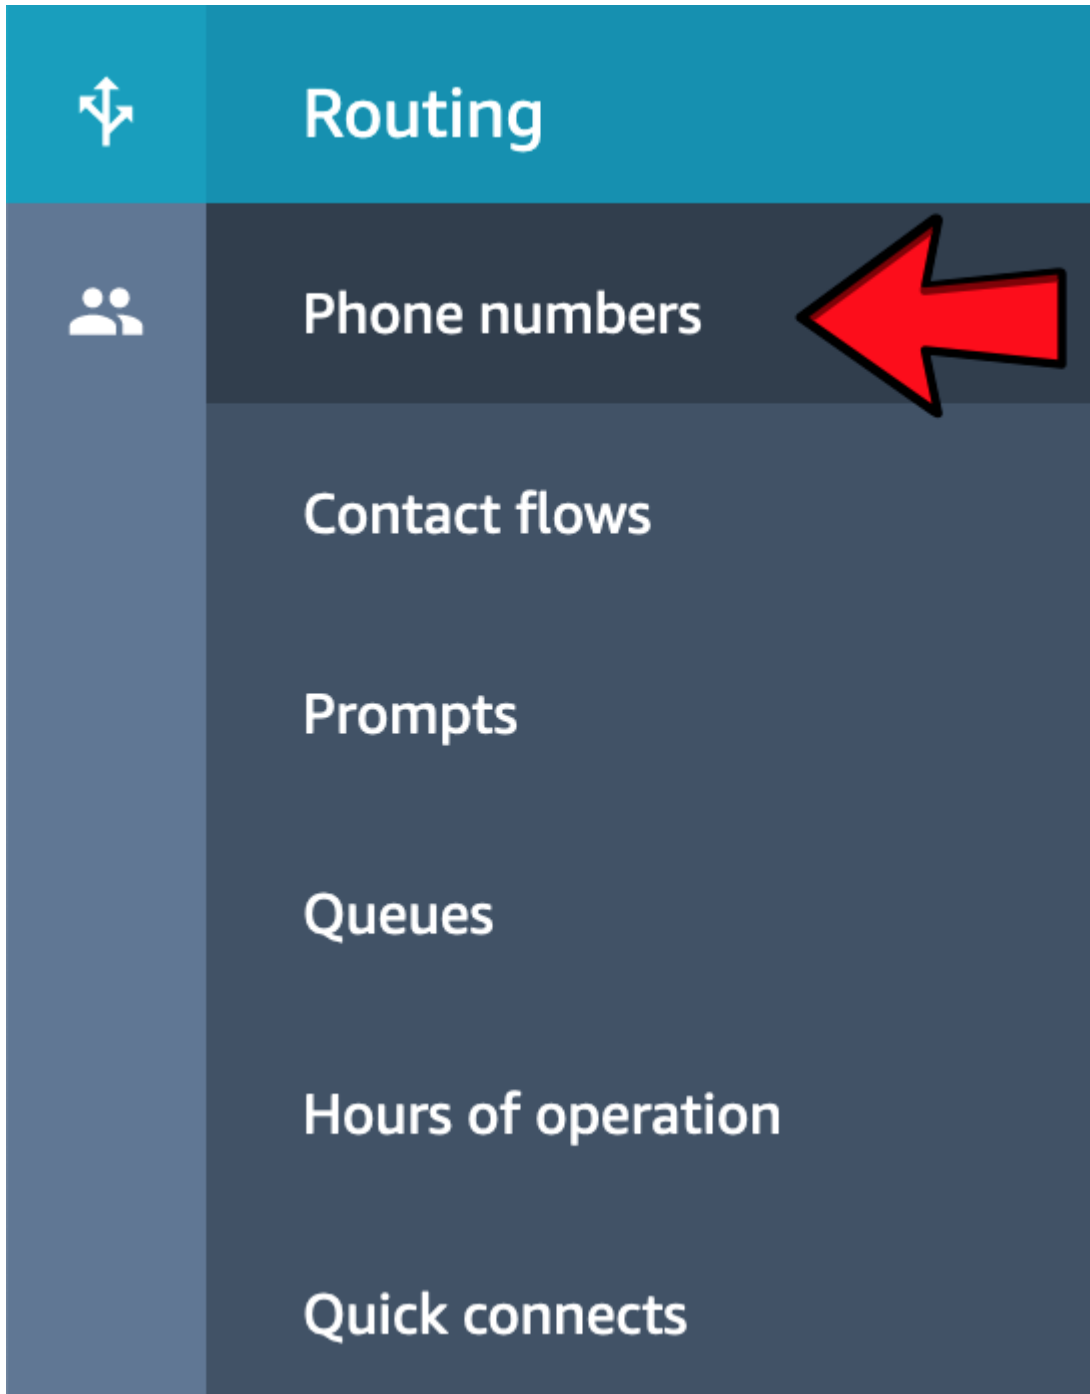 Routing
Phone numbers
Contact flows
Prompts
Queues
Hours of operation
Quick connects